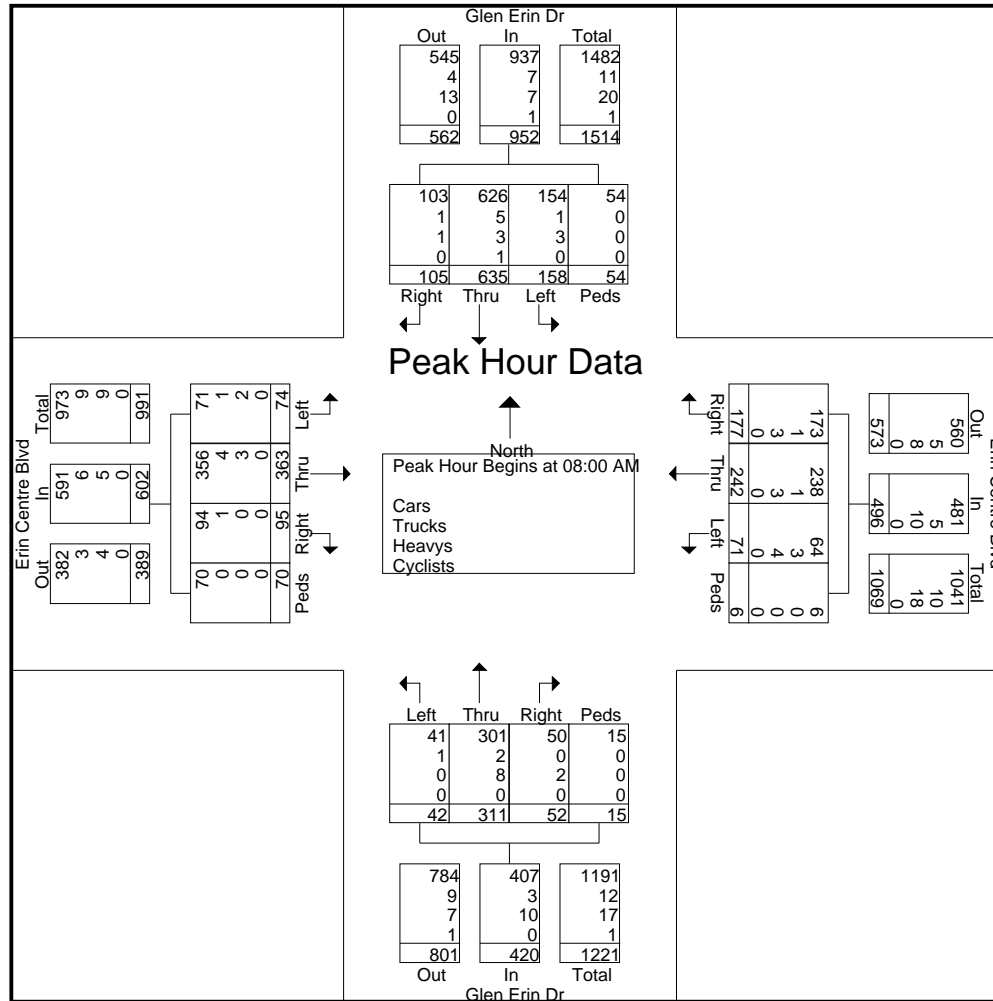 Glen Erin Dr
Out In Total
545 937 1482
4 7 11
13 7 20
0 1 1
562 952 1514
103 626 154 54
1 5 1 0
1 3 3 0
0 1 0 0
105 635 158 54
Right Thru Left Peds
Peak Hour Data
Erin Centre Blvd
Total
973 9 9 0 991
In
591 6 5 0 602
Out
382 3 4 0 389
71 1 2 0 74
Left
356 4 3 0 363
Thru
94 1 0 0 95
Right
70 0 0 0 70
Peds
North
Peak Hour Begins at 08:00 AM
Cars
Trucks
Heavys
Cyclists
Right
173 1 3 0 177
Thru
238 1 3 0 242
Left
64 3 4 0 71
Peds
6 0 0 0 6
Out
560 5 8 0 573
In
481 5 10 0 496
Total
1041 10 18 0 1069
Left Thru Right Peds
41 301 50 15
1 2 0 0
0 8 2 0
0 0 0 0
42 311 52 15
784 407 1191
9 3 12
7 10 17
1 0 1
801 420 1221
Out In Total
Glen Erin Dr